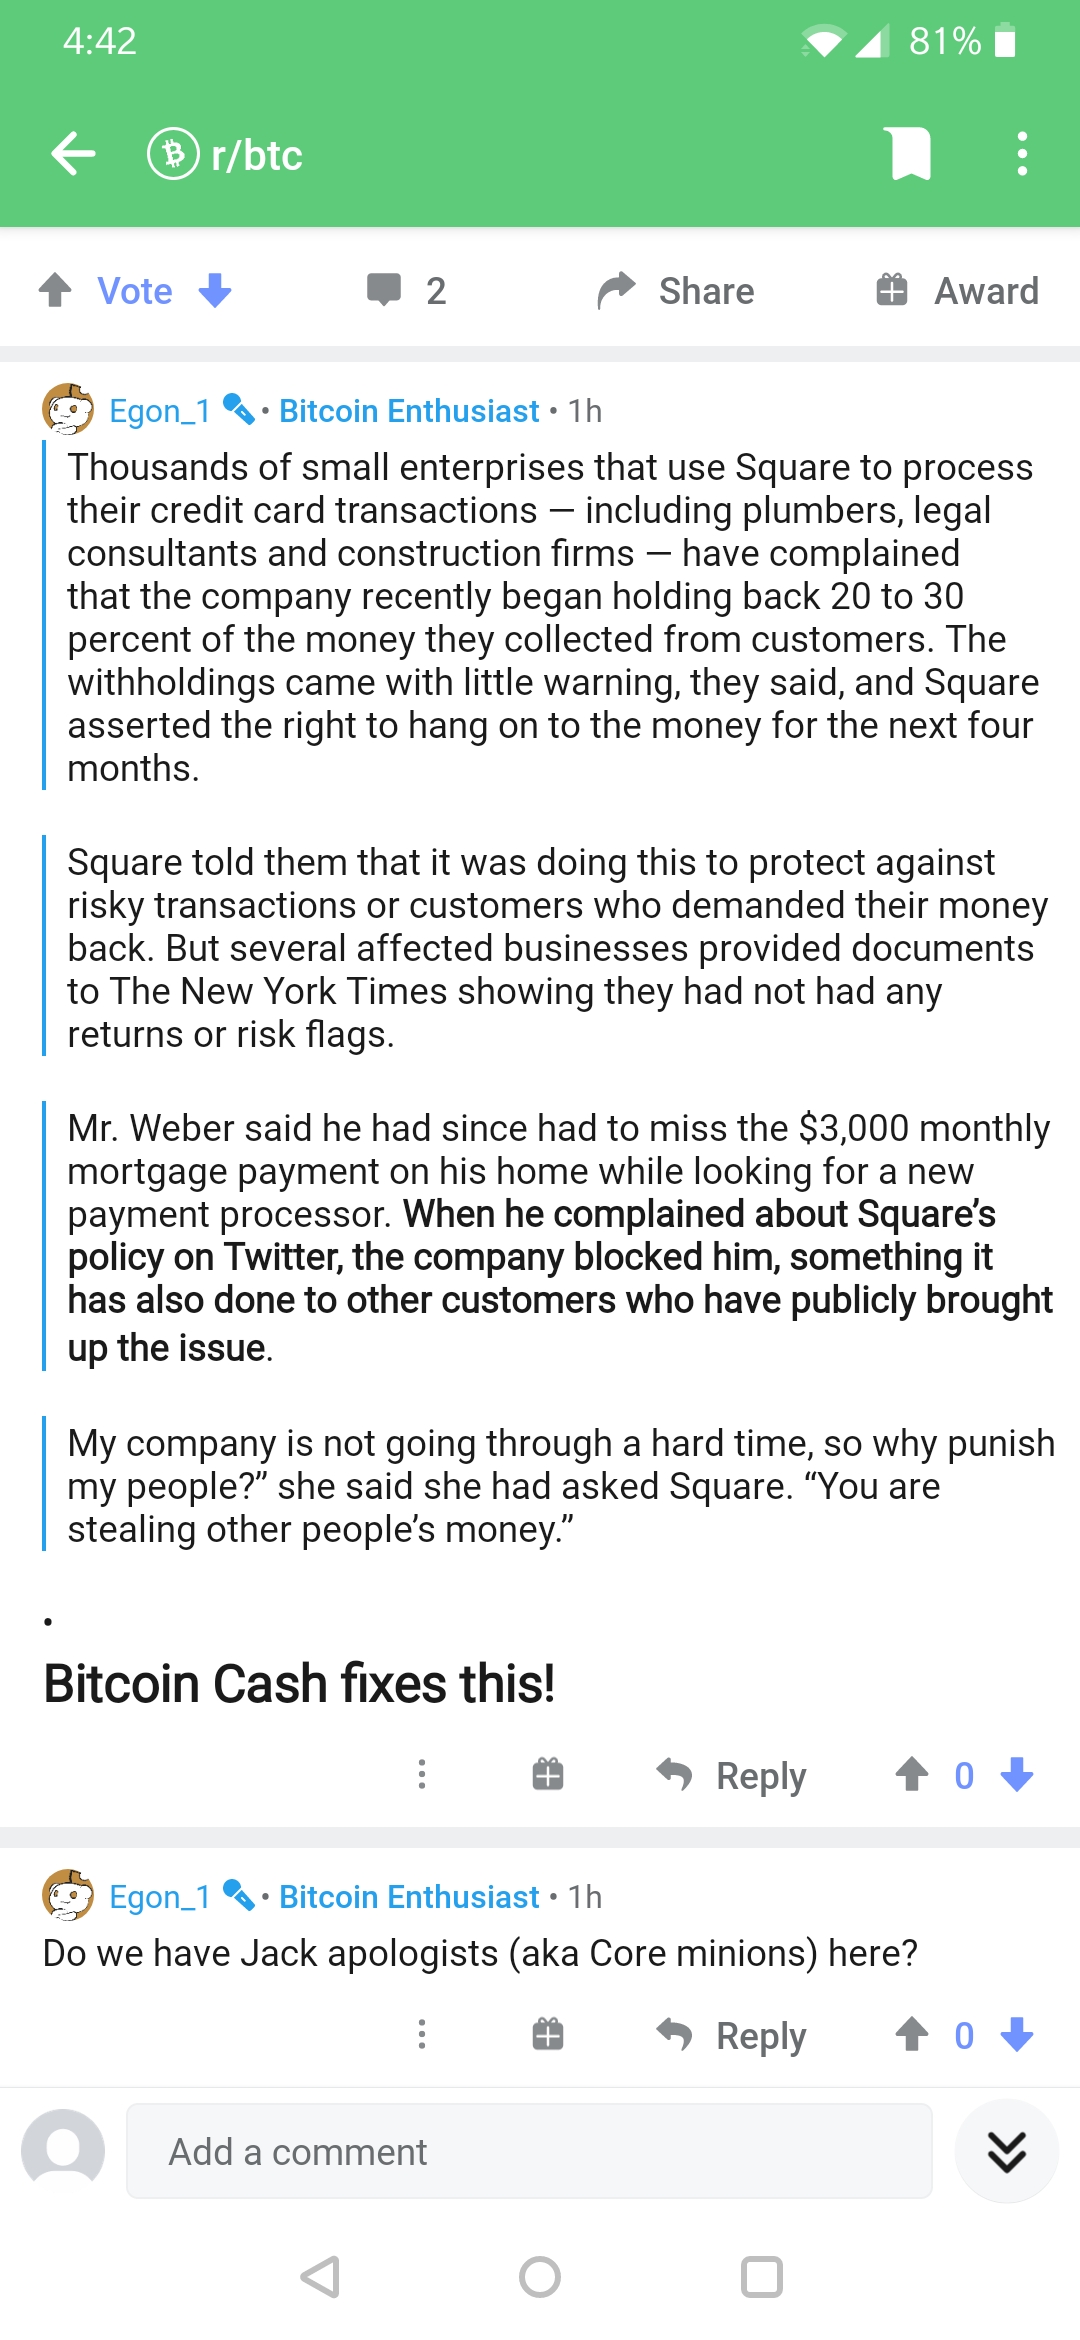 4:42
81%
r/btc
Vote
2
Share
Award
Egon_1 • Bitcoin Enthusiast • 1h
Thousands of small enterprises that use Square to process
their credit card transactions — including plumbers, legal
consultants and construction firms — have complained
that the company recently began holding back 20 to 30
percent of the money they collected from customers. The
withholdings came with little warning, they said, and Square
asserted the right to hang on to the money for the next four
months.
Square told them that it was doing this to protect against
risky transactions or customers who demanded their money
back. But several affected businesses provided documents
to The New York Times showing they had not had any
returns or risk flags.
Mr. Weber said he had since had to miss the $3,000 monthly
mortgage payment on his home while looking for a new
payment processor. When he complained about Square’s
policy on Twitter, the company blocked him, something it
has also done to other customers who have publicly brought
up the issue.
My company is not going through a hard time, so why punish
my people?” she said she had asked Square. “You are
stealing other people’s money.”
.
Bitcoin Cash fixes this!
Reply
0
Egon_1 • Bitcoin Enthusiast • 1h
Do we have Jack apologists (aka Core minions) here?
Reply
0
Add a comment